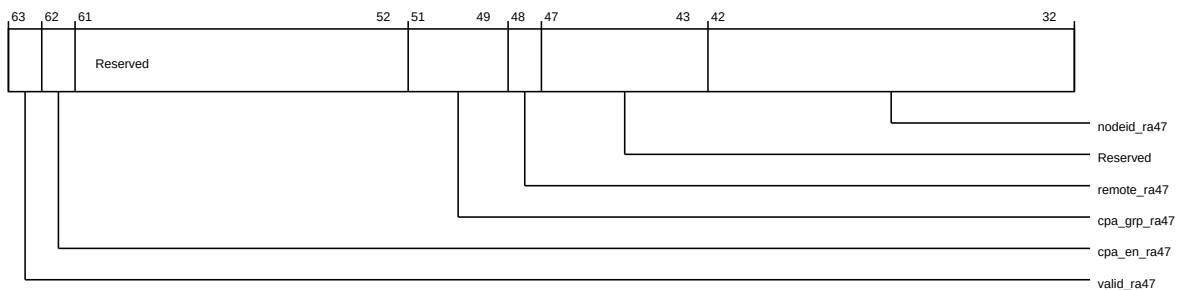 63 62 61 52 51 49 48 47 43 42 32
Reserved
nodeid_ra47
Reserved
remote_ra47
cpa_grp_ra47
cpa_en_ra47
valid_ra47